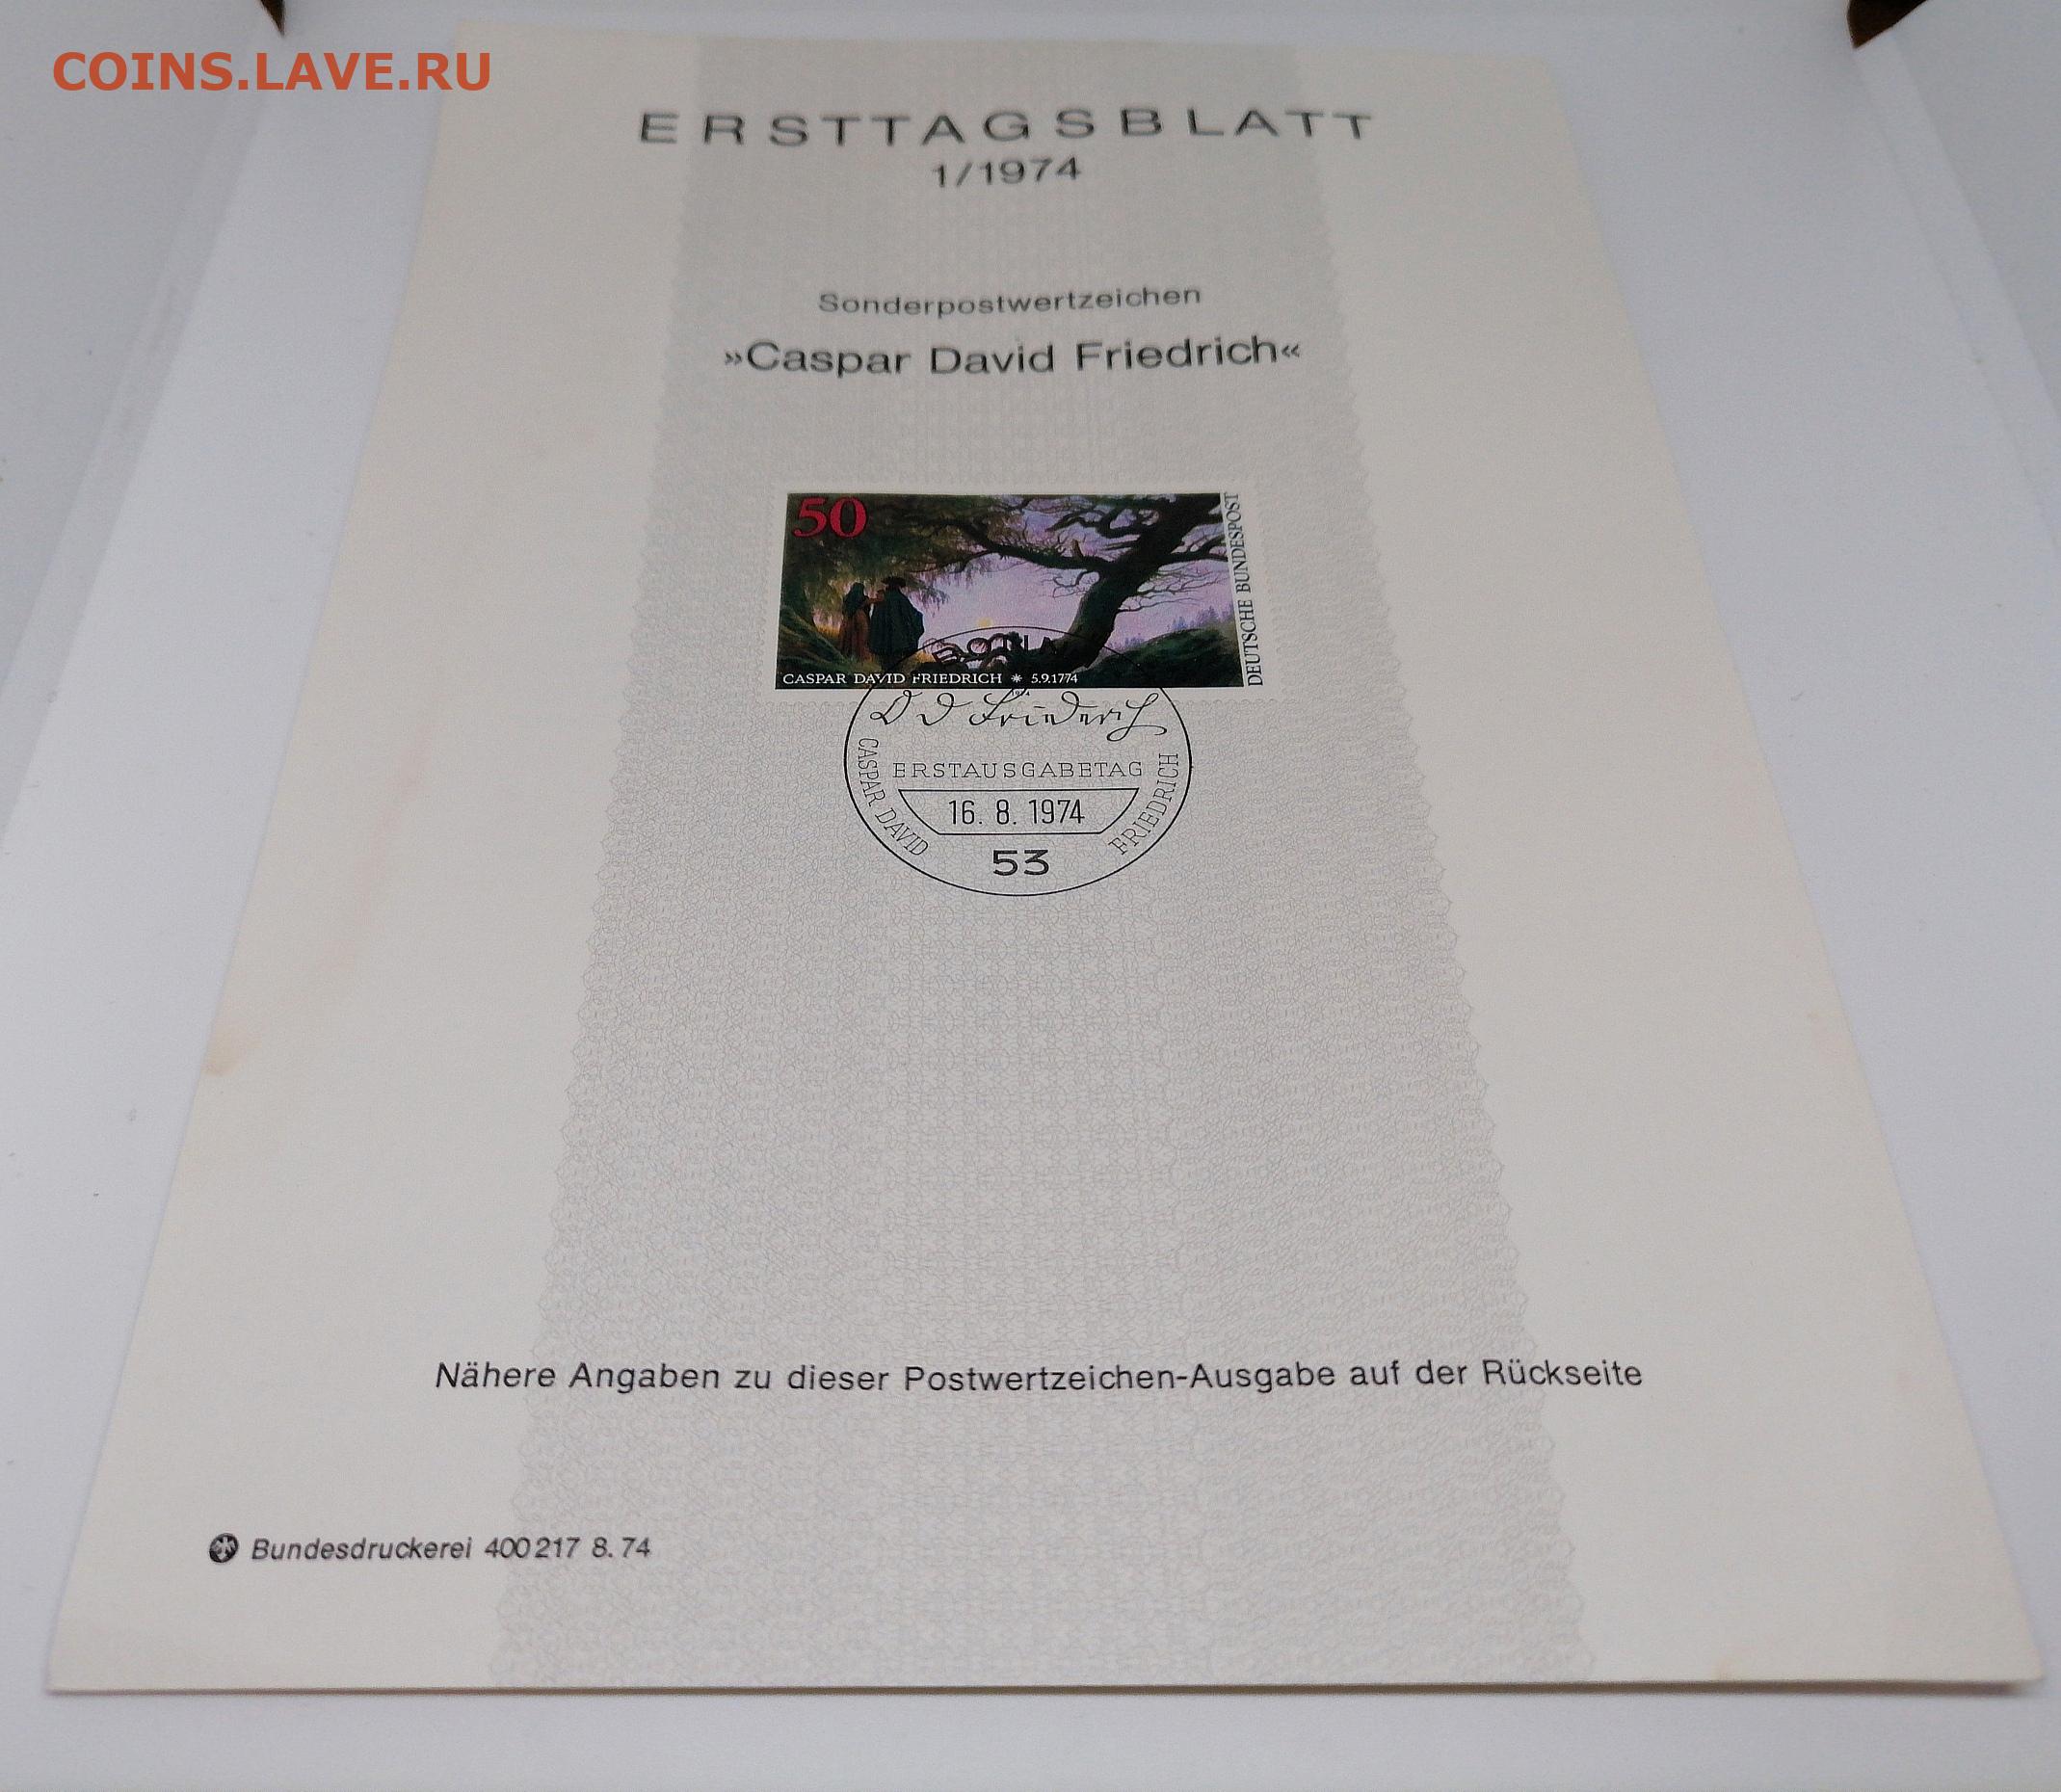 COINS.LAVE.RU
ERSTTAGSBLATT
1/1974
Sonderpostwertzeichen
»Caspar David Friedrich«
50
DEUTSCHE BUNDESPOST
CASPAR DAVID FRIEDRICH * 5.9.1774
CASPAR DAVID FRIEDRICH
ERSTAUSGABETAG
16. 8. 1974
53
Nähere Angaben zu dieser Postwertzeichen-Ausgabe auf der Rückseite
Bundesdruckerei 400217 8.74